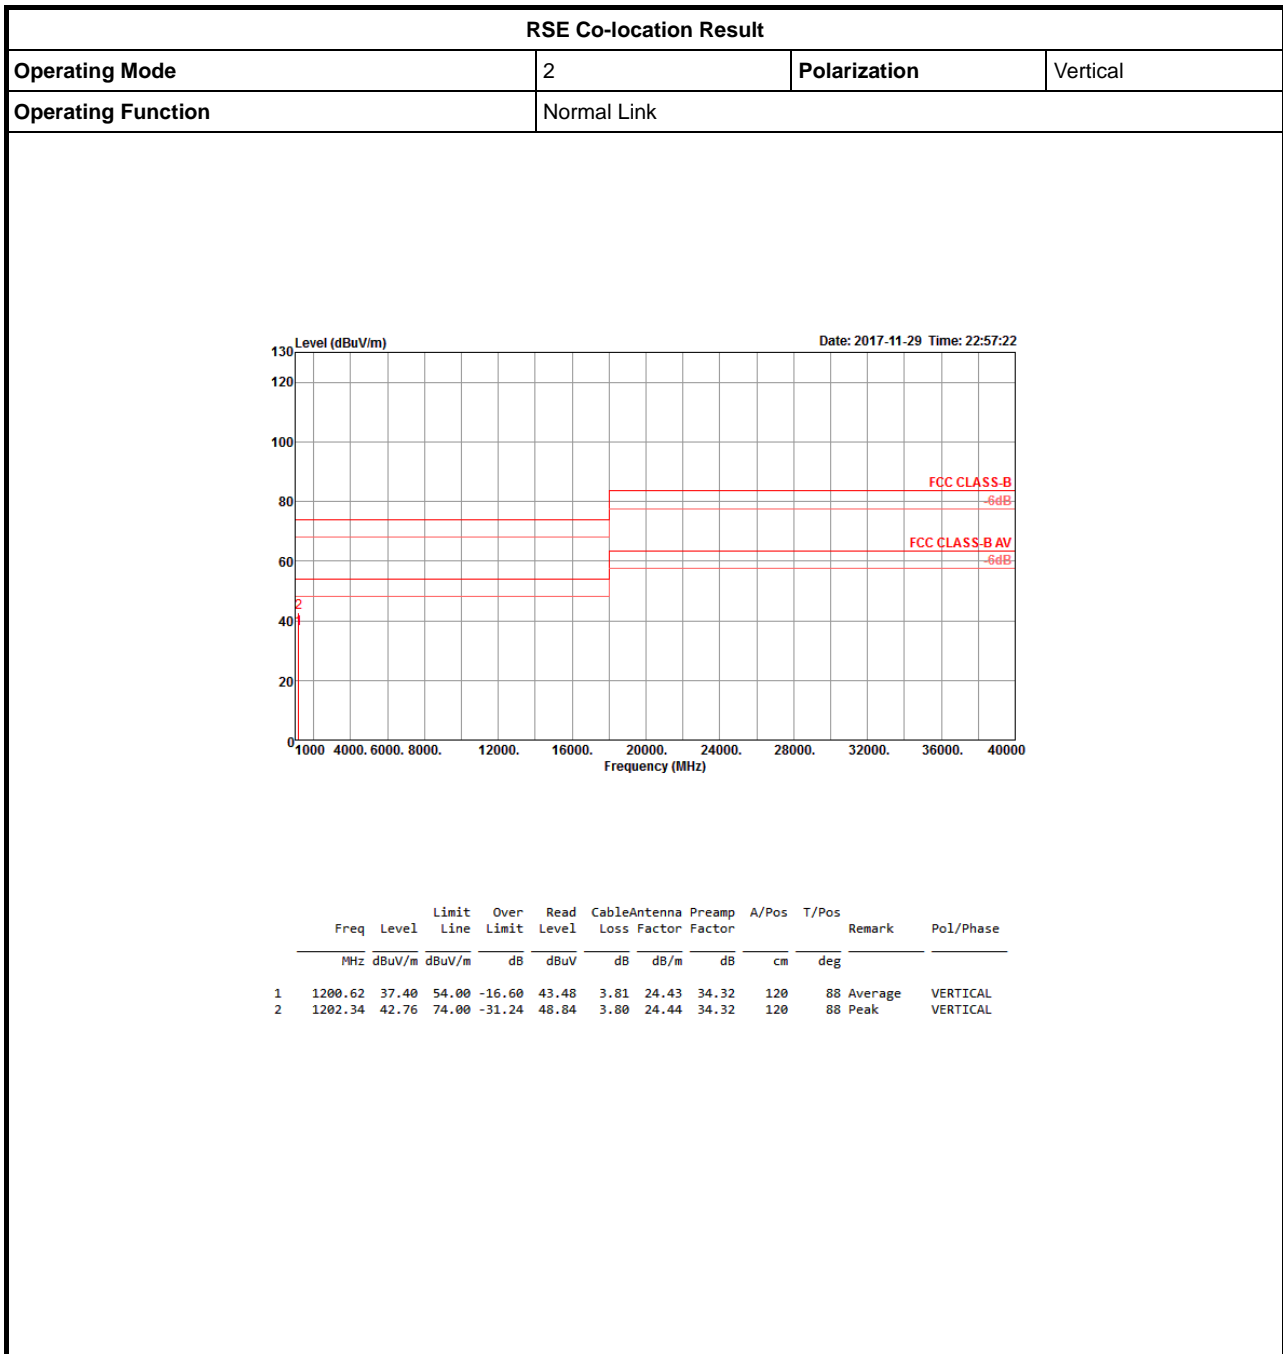 RSE Co-location Result
Operating Mode 2 Polarization Vertical
Operating Function Normal Link
Level (dBuV/m) Date: 2017-11-29 Time: 22:57:22
130
120
100
FCC CLASS-B
80 -6dB
FCC CLASS-B AV
60 -6dB
2
40 1
20
0
1000 4000. 6000. 8000. 12000. 16000. 20000. 24000. 28000. 32000. 36000. 40000
Frequency (MHz)
Limit Over Read CableAntenna Preamp A/Pos T/Pos
Freq Level Line Limit Level Loss Factor Factor Remark Pol/Phase
MHz dBuV/m dBuV/m dB dBuV dB dB/m dB cm deg
1 1200.62 37.40 54.00 -16.60 43.48 3.81 24.43 34.32 120 88 Average VERTICAL
2 1202.34 42.76 74.00 -31.24 48.84 3.80 24.44 34.32 120 88 Peak VERTICAL